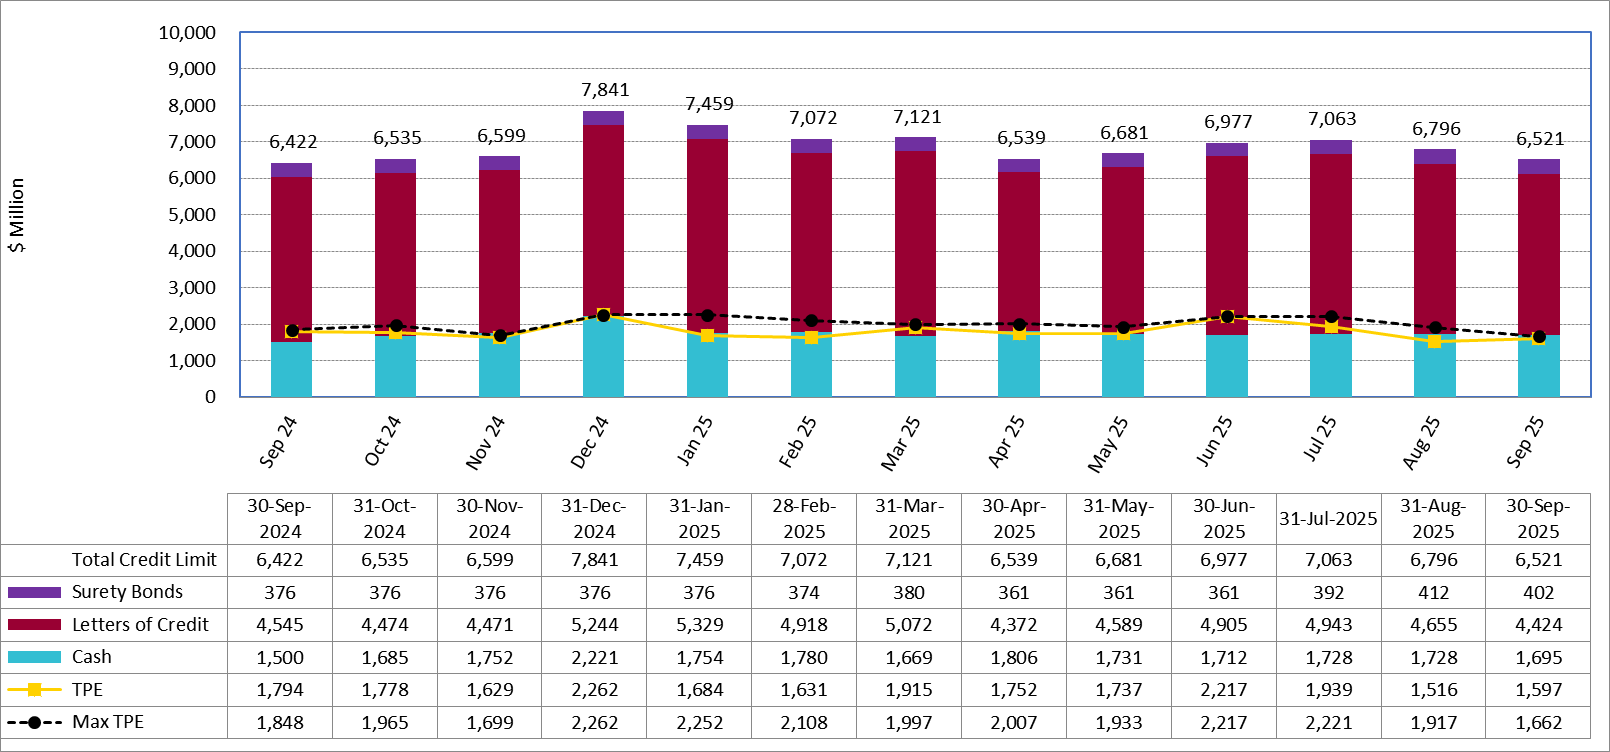 10,000
9,000
8,000
7,000
6,000
5,000
4,000
3,000
2,000
1,000
0
$ Million
6,422
6,535
6,599
7,841
7,459
7,072
7,121
6,539
6,681
6,977
7,063
6,796
6,521
Sep 24
Oct 24
Nov 24
Dec 24
Jan 25
Feb 25
Mar 25
Apr 25
May 25
Jun 25
Jul 25
Aug 25
Sep 25
30-Sep- 31-Oct- 30-Nov- 31-Dec- 31-Jan- 28-Feb- 31-Mar- 30-Apr- 31-May- 30-Jun- 31-Jul-2025 31-Aug- 30-Sep-
2024 2024 2024 2024 2025 2025 2025 2025 2025 2025 2025 2025
Total Credit Limit 6,422 6,535 6,599 7,841 7,459 7,072 7,121 6,539 6,681 6,977 7,063 6,796 6,521
Surety Bonds 376 376 376 376 376 374 380 361 361 361 392 412 402
Letters of Credit 4,545 4,474 4,471 5,244 5,329 4,918 5,072 4,372 4,589 4,905 4,943 4,655 4,424
Cash 1,500 1,685 1,752 2,221 1,754 1,780 1,669 1,806 1,731 1,712 1,728 1,728 1,695
TPE 1,794 1,778 1,629 2,262 1,684 1,631 1,915 1,752 1,737 2,217 1,939 1,516 1,597
Max TPE 1,848 1,965 1,699 2,262 2,252 2,108 1,997 2,007 1,933 2,217 2,221 1,917 1,662